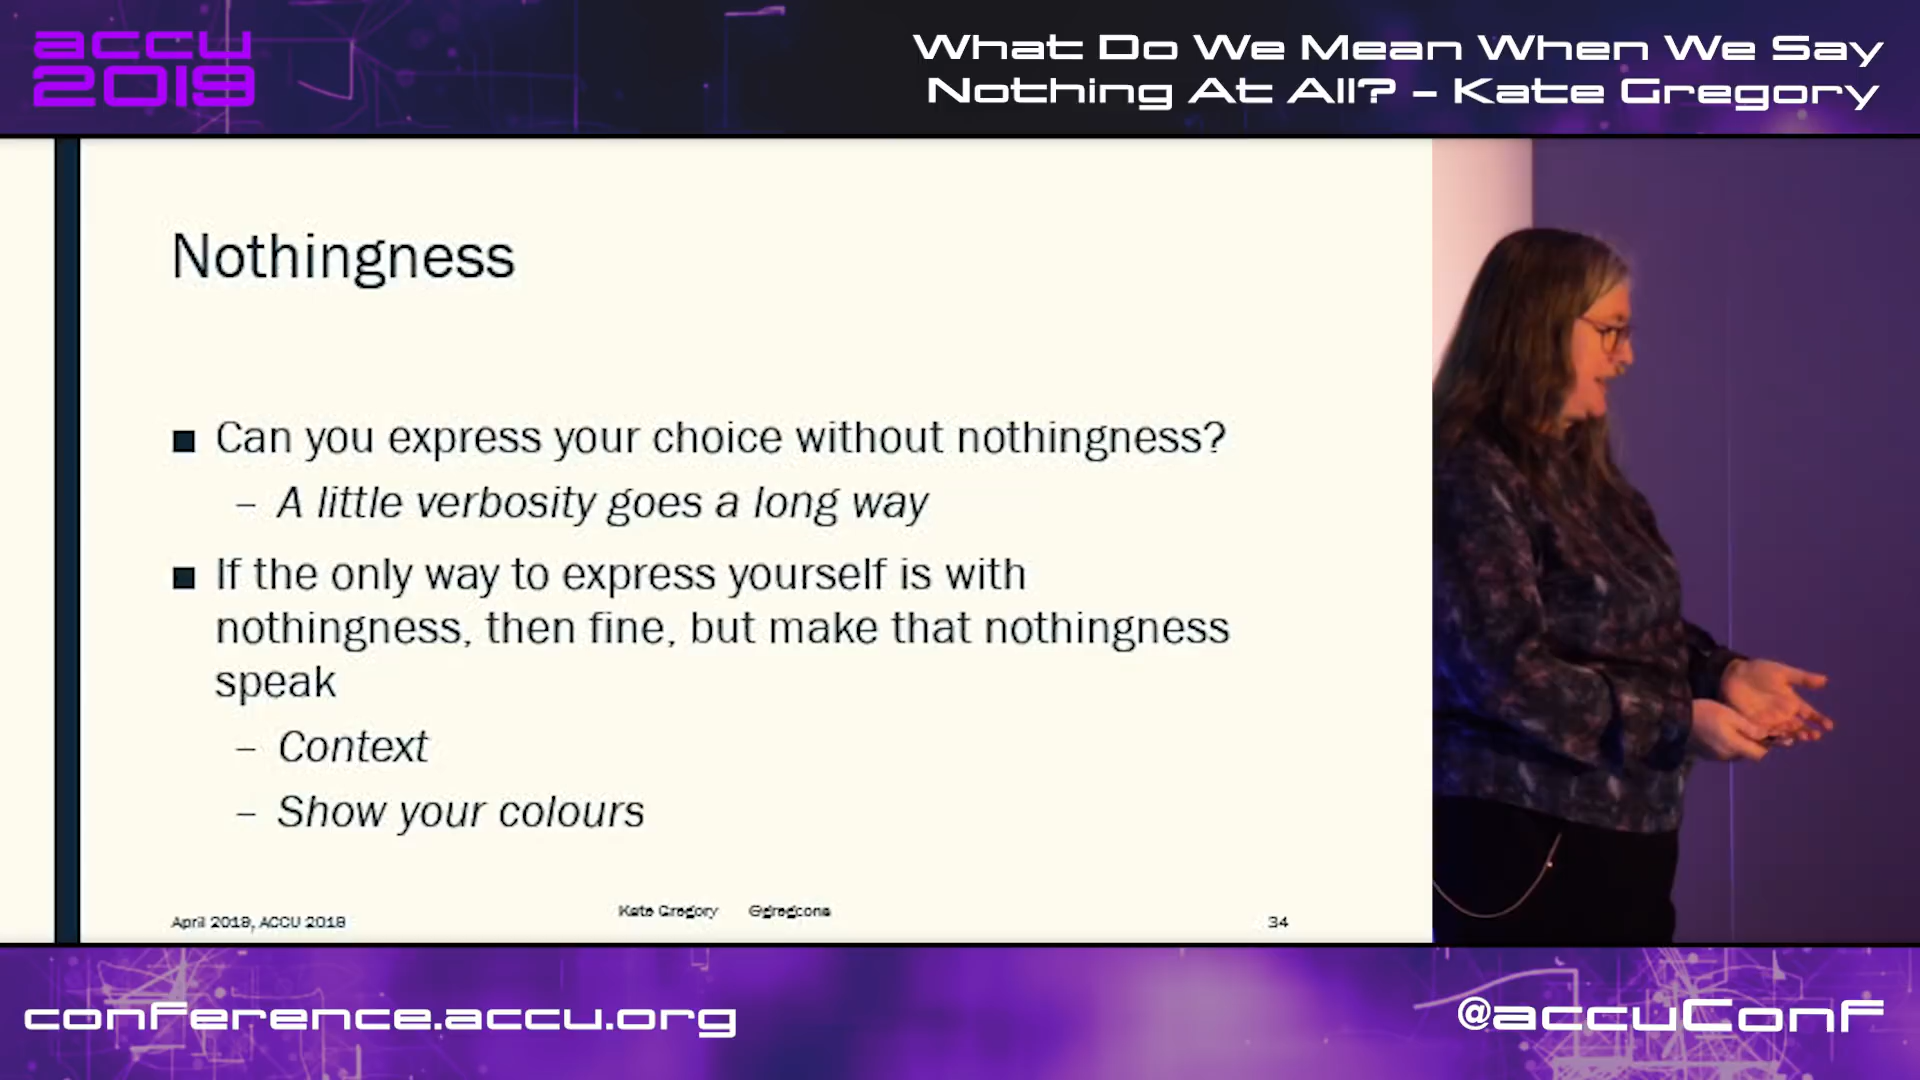 accu
2019
What Do We Mean When We Say
Nothing At All? - Kate Gregory
Nothingness
■ Can you express your choice without nothingness?
– A little verbosity goes a long way
■ If the only way to express yourself is with
nothingness, then fine, but make that nothingness
speak
– Context
– Show your colours
April 2019, ACCU 2019
Kate Gregory @gregcons
34
conference.accu.org
@accuConf